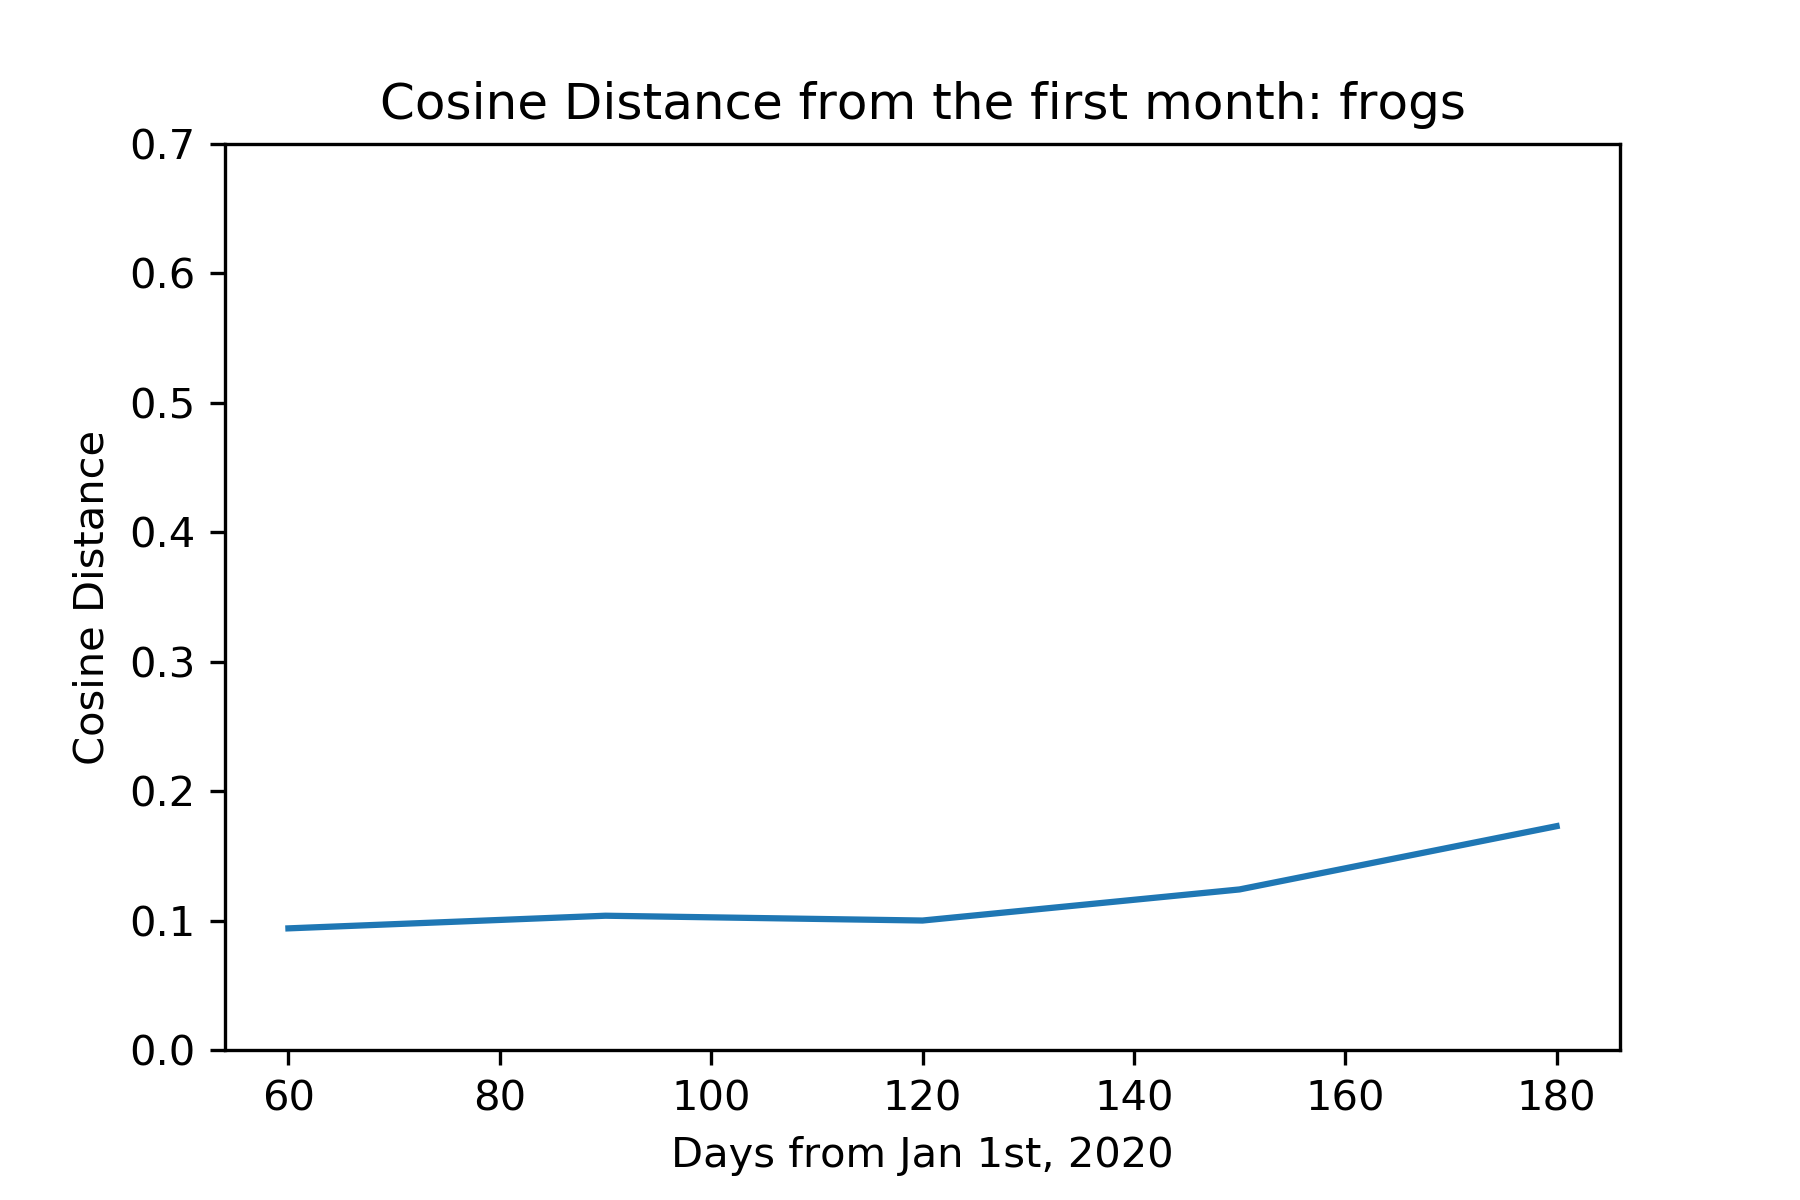 Cosine Distance from the first month: frogs
0.7
0.6
0.5
0.4
0.3
0.2
0.1
0.0
Cosine Distance
60 80 100 120 140 160 180
Days from Jan 1st, 2020